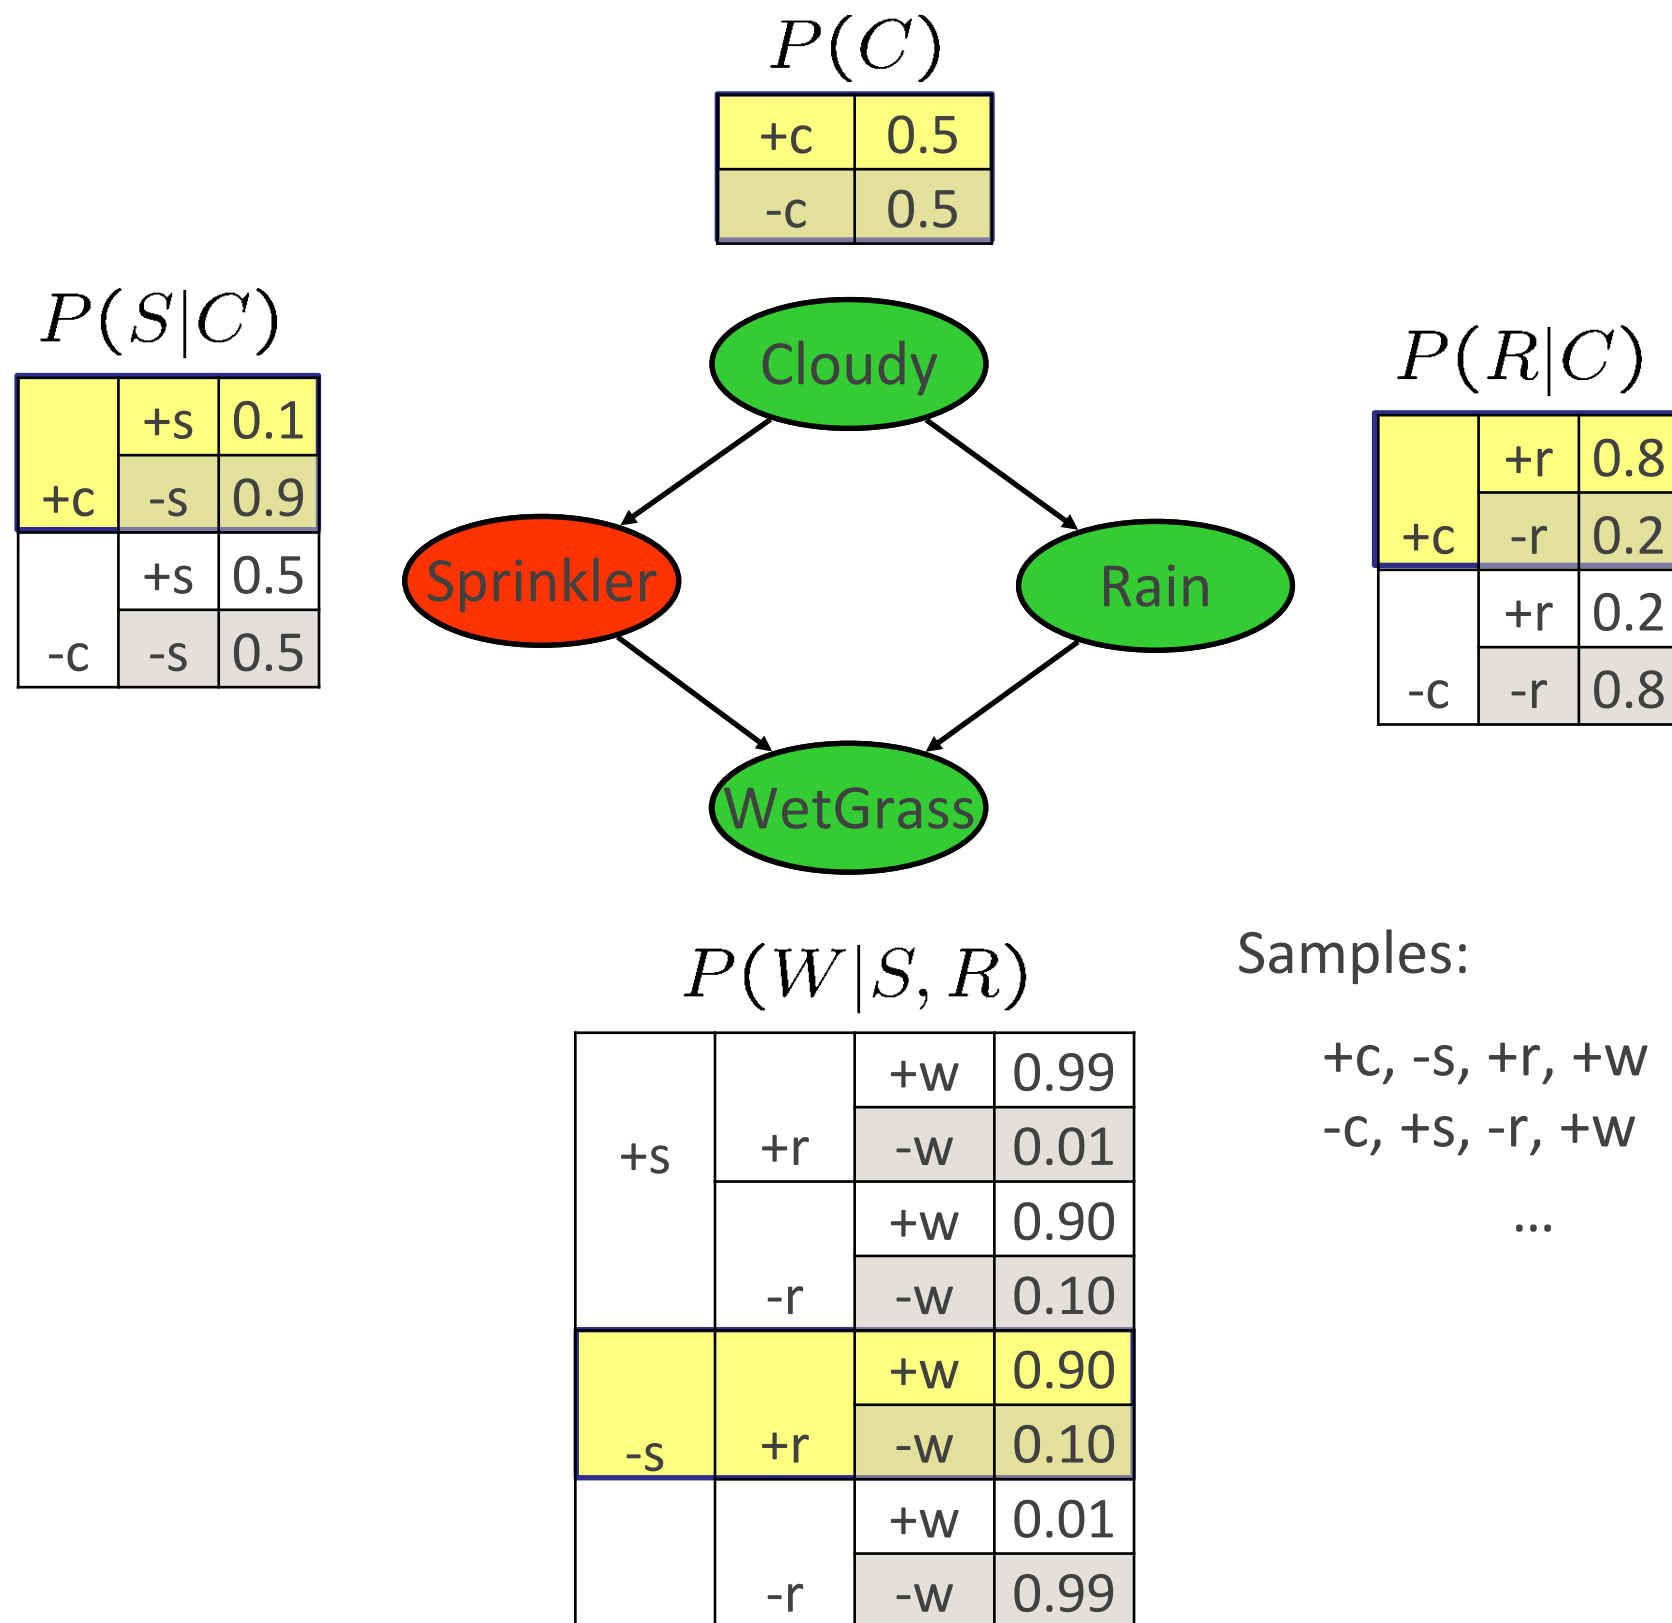 P(C)
+c 0.5
-c 0.5
P(S|C)
+s 0.1
+c -s 0.9
+s 0.5
-c -s 0.5
Cloudy
Sprinkler
Rain
WetGrass
P(R|C)
+r 0.8
+c -r 0.2
+r 0.2
-c -r 0.8
P(W|S, R)
+w 0.99
+s +r -w 0.01
+w 0.90
-r -w 0.10
+w 0.90
-s +r -w 0.10
+w 0.01
-r -w 0.99
Samples:
+c, -s, +r, +w
-c, +s, -r, +w
...